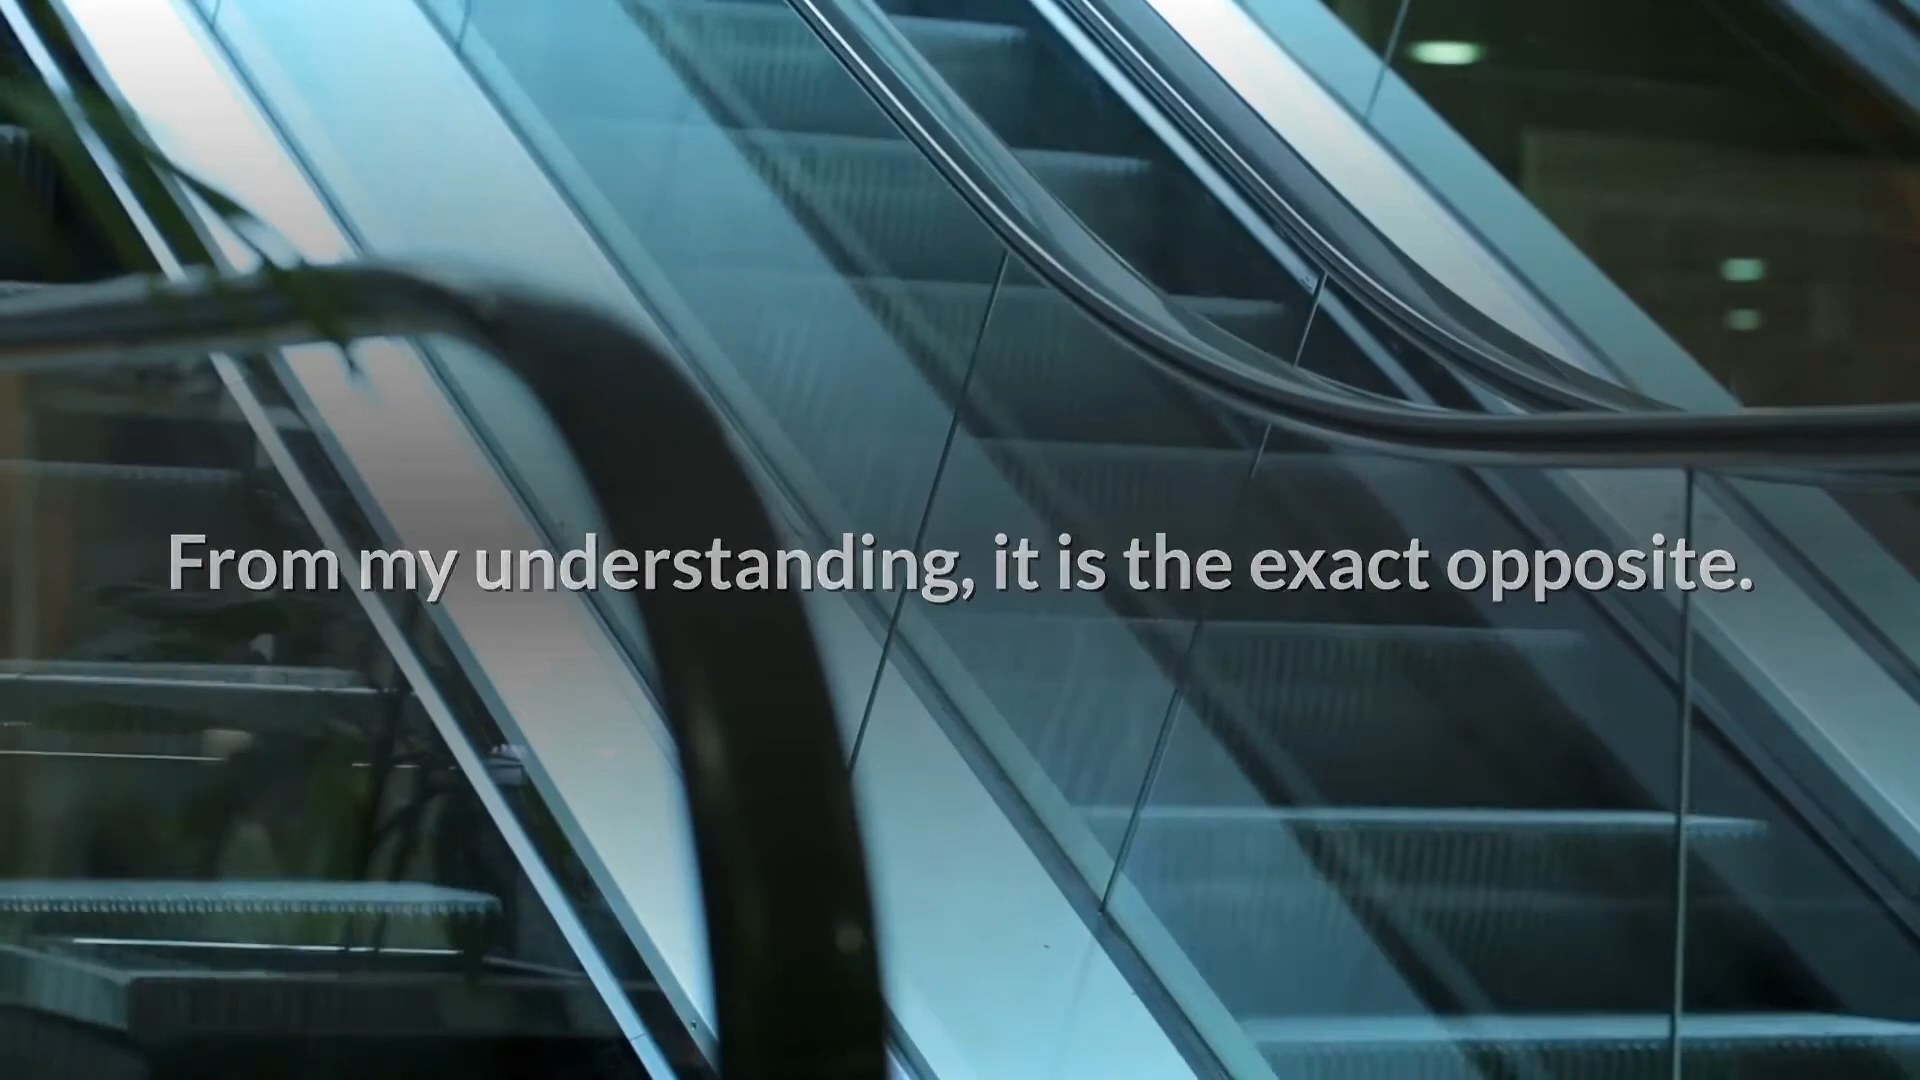 From my understanding, it is the exact opposite.